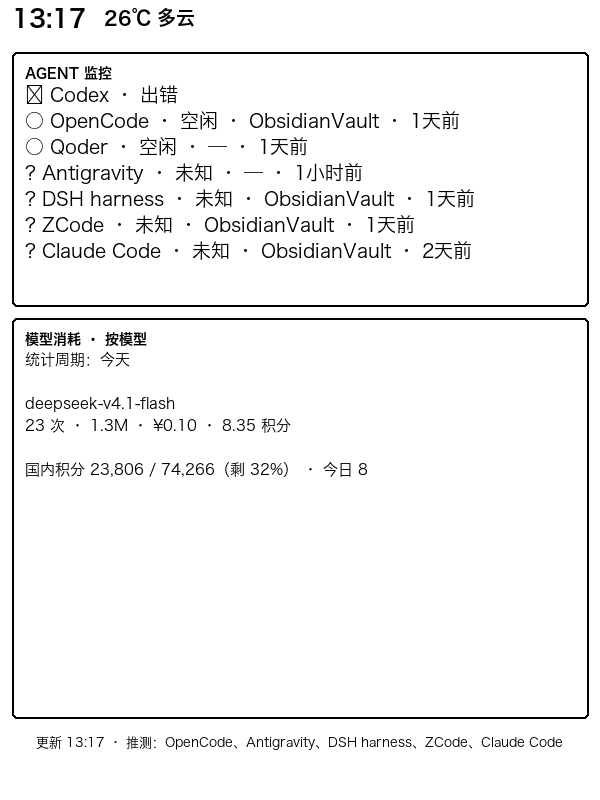 13:17 26℃ 多云
AGENT 监控
☒ Codex · 出错
○ OpenCode · 空闲 · ObsidianVault · 1天前
○ Qoder · 空闲 · — · 1天前
? Antigravity · 未知 · — · 1小时前
? DSH harness · 未知 · ObsidianVault · 1天前
? ZCode · 未知 · ObsidianVault · 1天前
? Claude Code · 未知 · ObsidianVault · 2天前
模型消耗 · 按模型
统计周期: 今天
deepseek-v4.1-flash
23 次 · 1.3M · ¥0.10 · 8.35 积分
国内积分 23,806 / 74,266（剩 32%） · 今日 8
更新 13:17 · 推测: OpenCode、Antigravity、DSH harness、ZCode、Claude Code